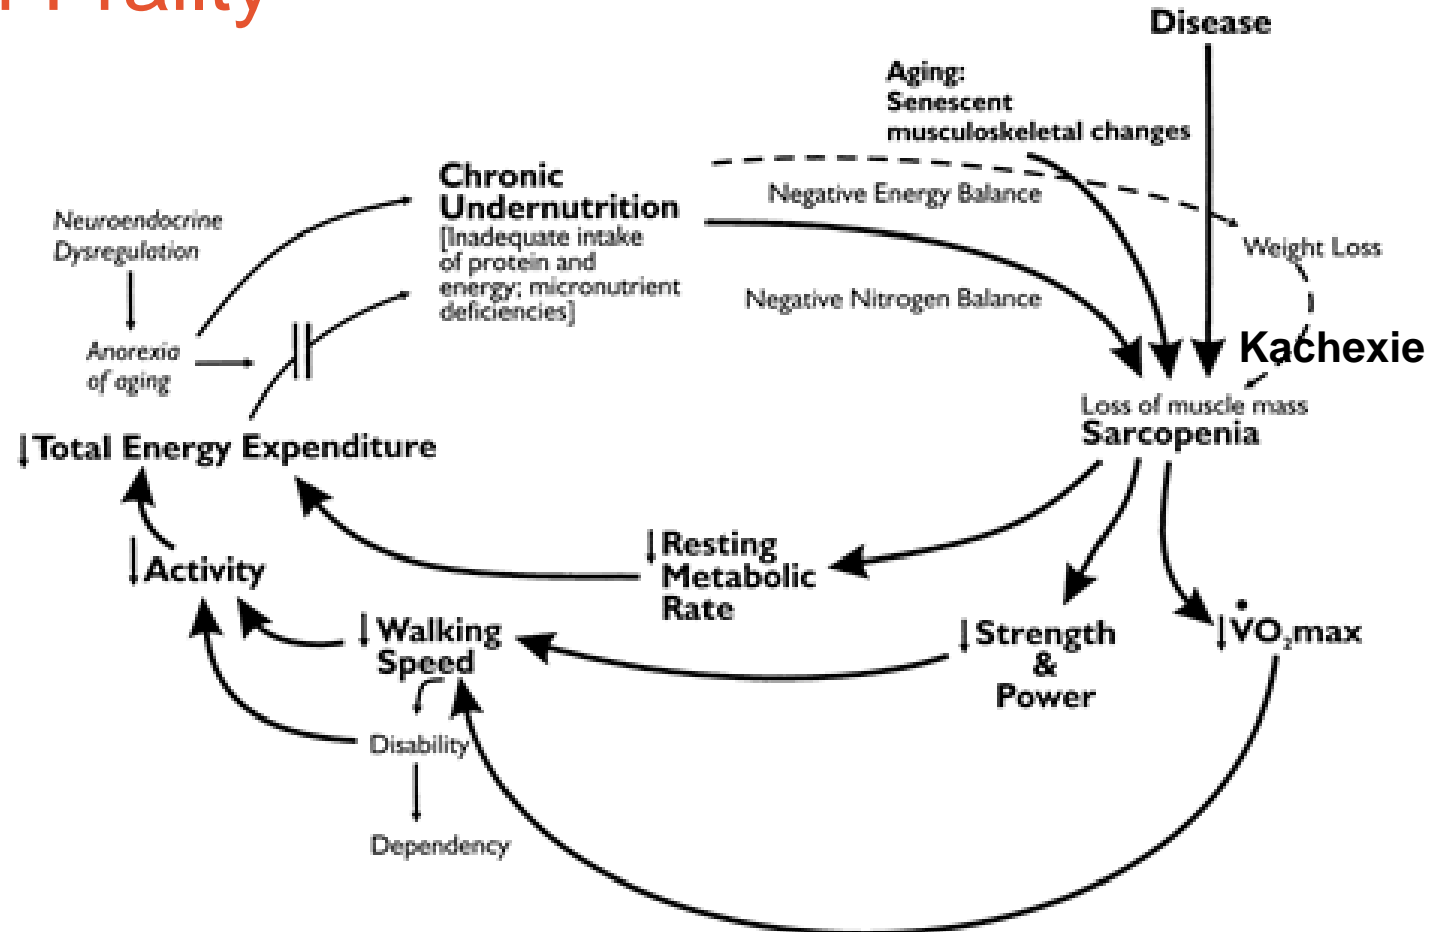 Frailty
Disease
Aging:
Senescent
musculoskeletal changes
Chronic
Undernutrition
[Inadequate intake
of protein and
energy; micronutrient
deficiencies]
Negative Energy Balance
Neuroendocrine
Dysregulation
Weight Loss
Negative Nitrogen Balance
Anorexia
of aging
Kachexie
Loss of muscle mass
Sarcopenia
↓Total Energy Expenditure
↓Resting
Metabolic
Rate
↓Activity
↓Walking
Speed
↓Strength
&
Power
↓V̇O₂max
Disability
Dependency